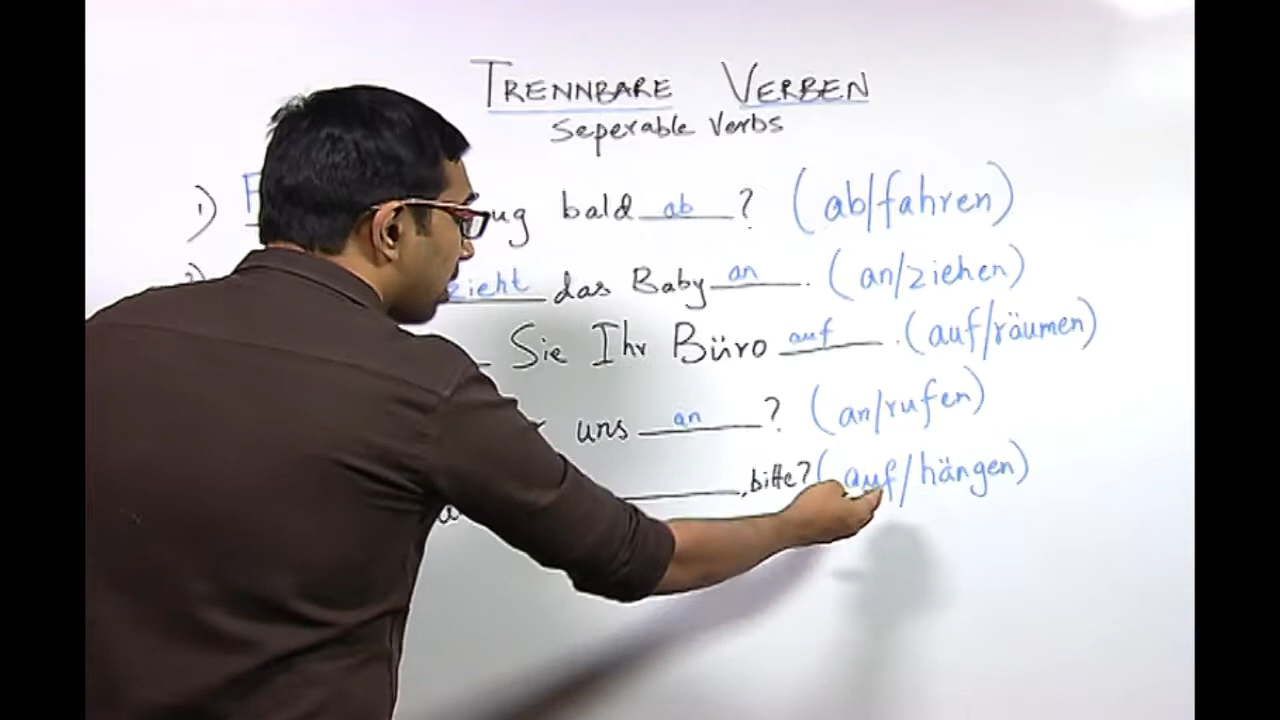 TRENNBARE VERBEN
Seperable Verbs
1) bald ab ? (ab/fahren)
zieht das Baby an . (an/ziehen)
Sie Ihr Büro auf . (auf/räumen)
uns an ? (an/rufen)
, bitte? (auf/hängen)